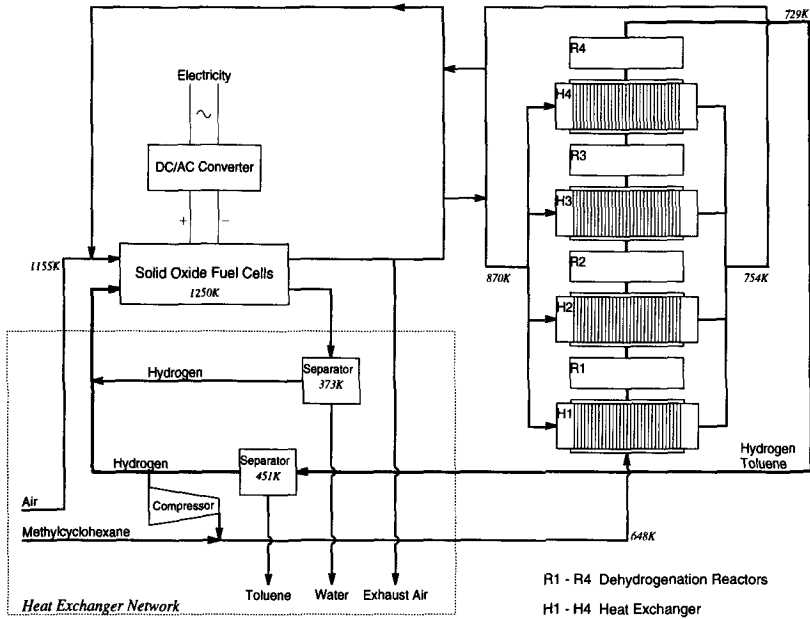 729K
R4
Electricity
H4
~
DC/AC Converter
R3
+
−
H3
1155K
Solid Oxide Fuel Cells
1250K
R2
870K
754K
H2
Separator
373K
Hydrogen
R1
H1
Separator
451K
Hydrogen
Hydrogen
Toluene
Air
Compressor
Methylcyclohexane
648K
Toluene
Water
Exhaust Air
R1 - R4 Dehydrogenation Reactors
Heat Exchanger Network
H1 - H4 Heat Exchanger